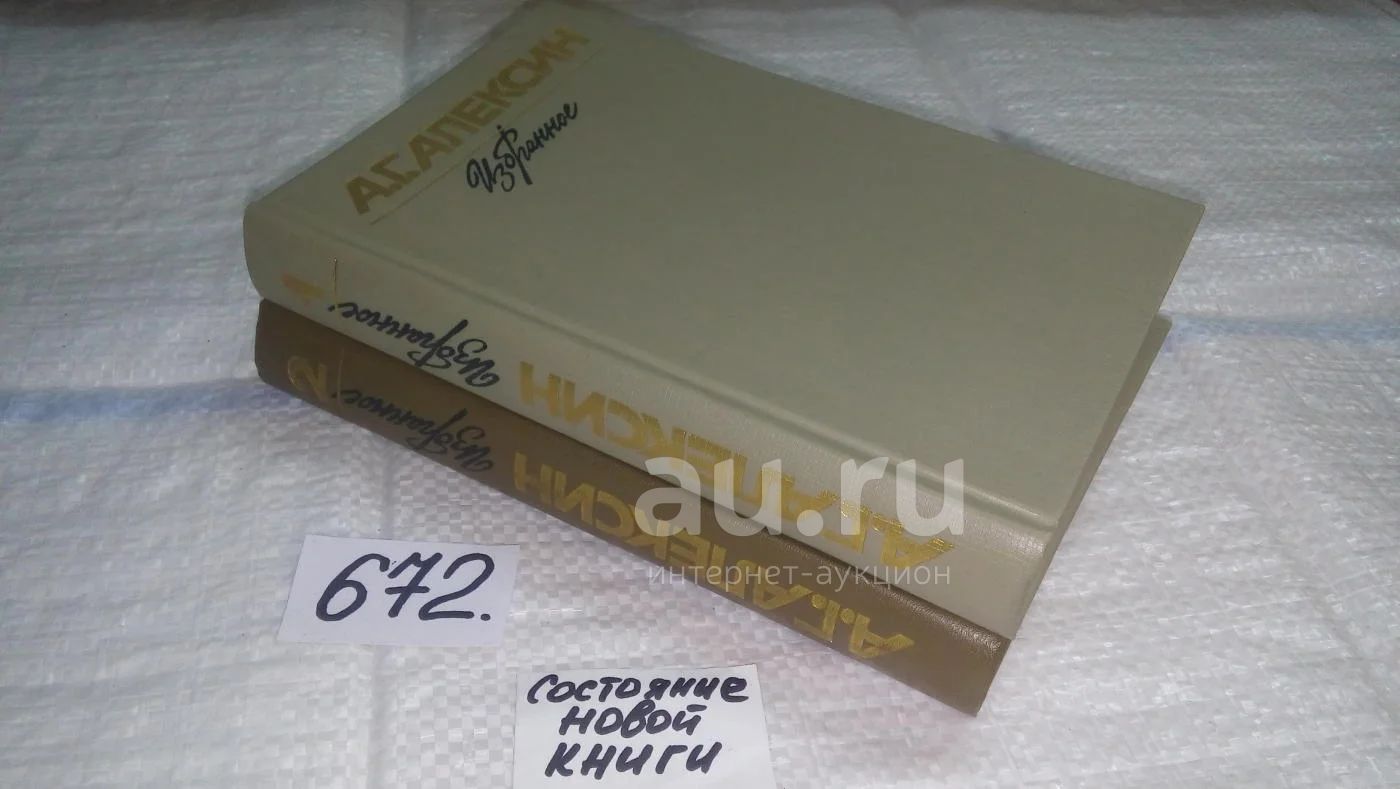 А.Г. АЛЕКСИН
Избранное
1
Избранное
А.Г. АЛЕКСИН
2
Избранное
А.Г. АЛЕКСИН
au.ru
интернет-аукцион
672.
состояние
новой
книги